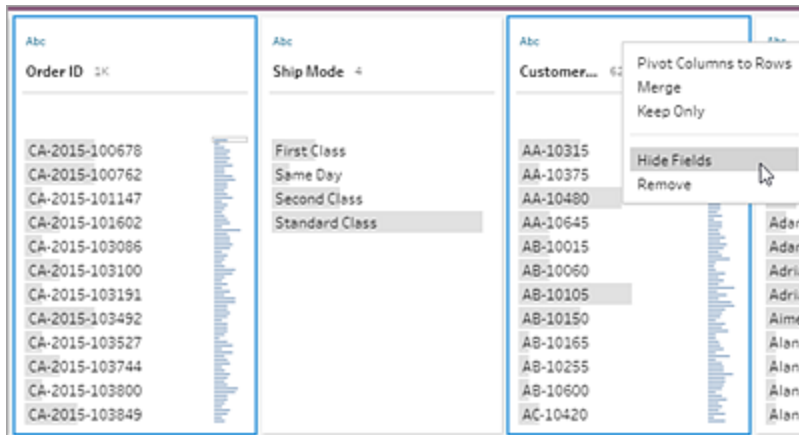 Abc
Order ID 1K
CA-2015-100678
CA-2015-100762
CA-2015-101147
CA-2015-101602
CA-2015-103086
CA-2015-103100
CA-2015-103191
CA-2015-103492
CA-2015-103527
CA-2015-103744
CA-2015-103800
CA-2015-103849
Abc
Ship Mode 4
First Class
Same Day
Second Class
Standard Class
Abc
Customer...
AA-10315
AA-10375
AA-10480
AA-10645
AB-10015
AB-10060
AB-10105
AB-10150
AB-10165
AB-10255
AB-10600
AC-10420
Pivot Columns to Rows
Merge
Keep Only
Hide Fields
Remove